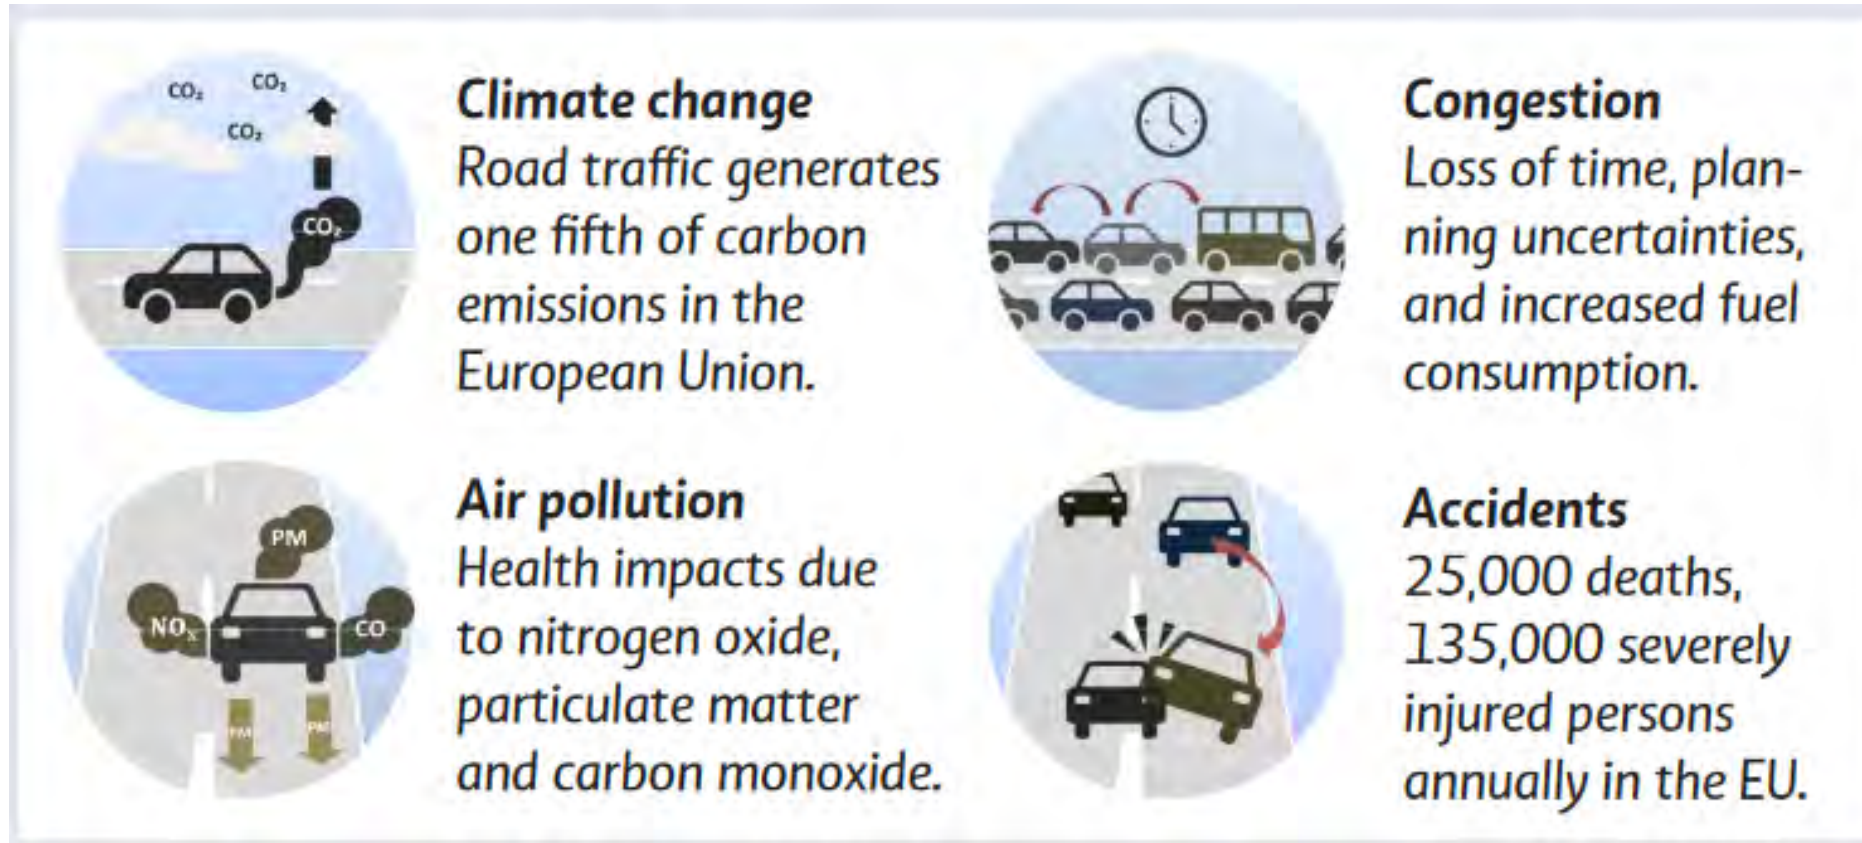 CO₂
CO₂
CO₂
CO₂
Climate change
Road traffic generates
one fifth of carbon
emissions in the
European Union.
Congestion
Loss of time, plan-
ning uncertainties,
and increased fuel
consumption.
PM
NOₓ
CO
PM
PM
Air pollution
Health impacts due
to nitrogen oxide,
particulate matter
and carbon monoxide.
Accidents
25,000 deaths,
135,000 severely
injured persons
annually in the EU.